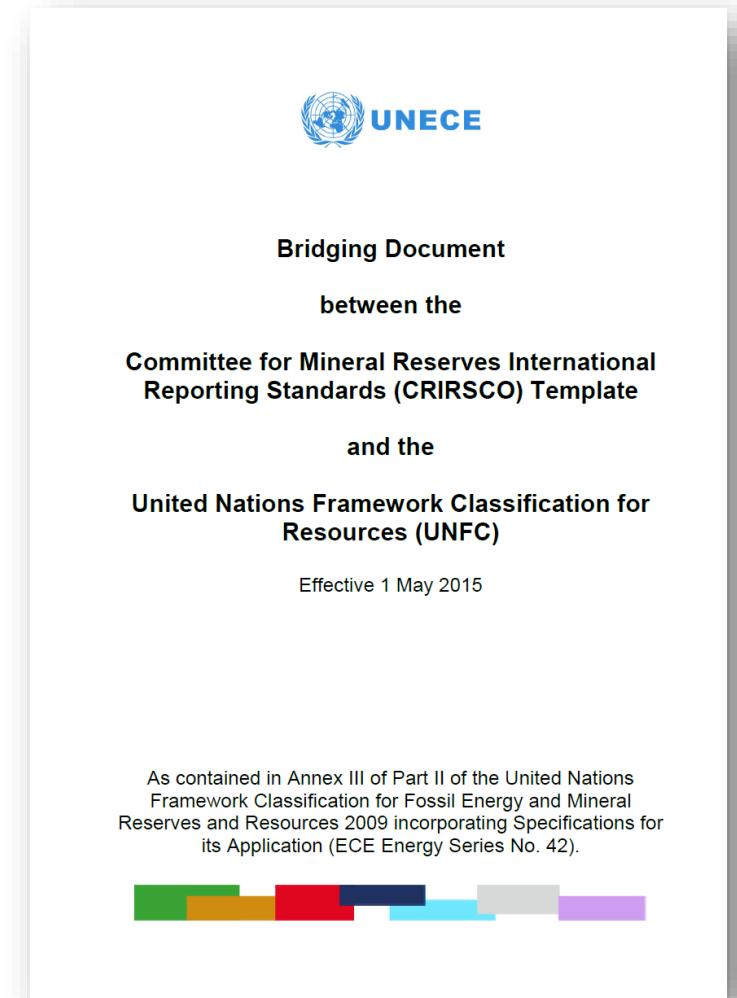 UNECE
Bridging Document
between the
Committee for Mineral Reserves International
Reporting Standards (CRIRSCO) Template
and the
United Nations Framework Classification for
Resources (UNFC)
Effective 1 May 2015
As contained in Annex III of Part II of the United Nations
Framework Classification for Fossil Energy and Mineral
Reserves and Resources 2009 incorporating Specifications for
its Application (ECE Energy Series No. 42).